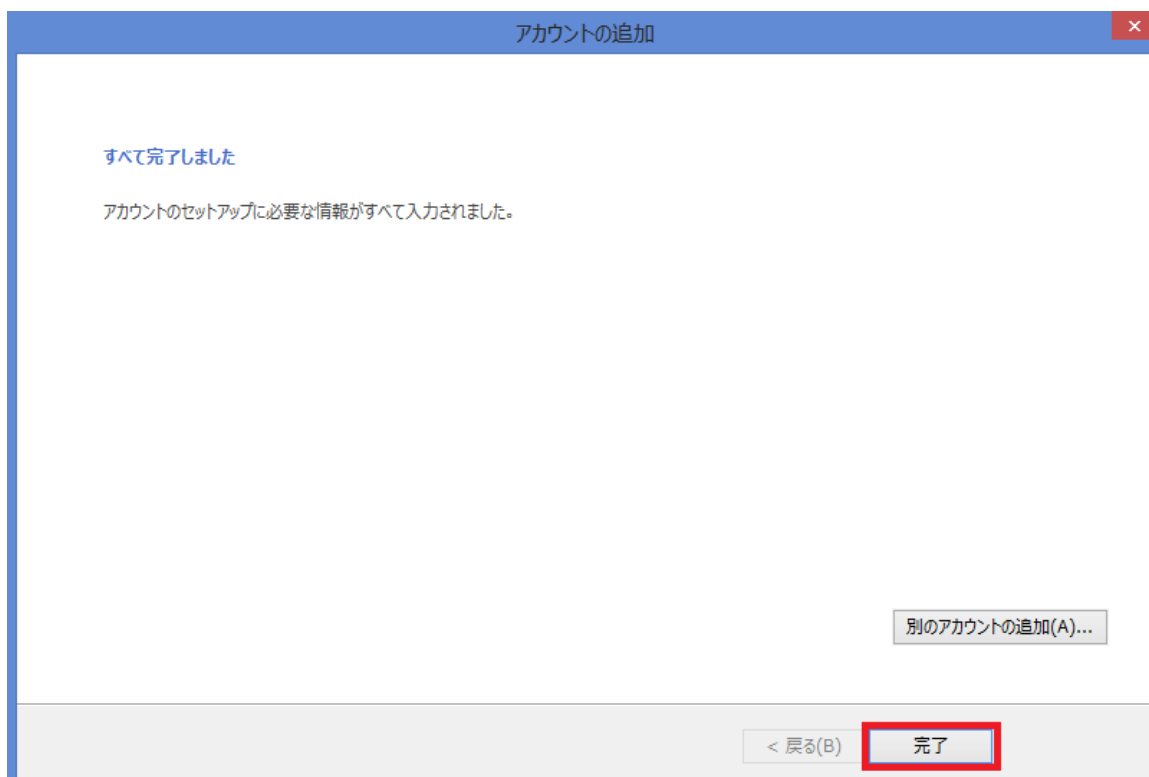 アカウントの追加
すべて完了しました
アカウントのセットアップに必要な情報がすべて入力されました。
別のアカウントの追加(A)...
< 戻る(B)
完了